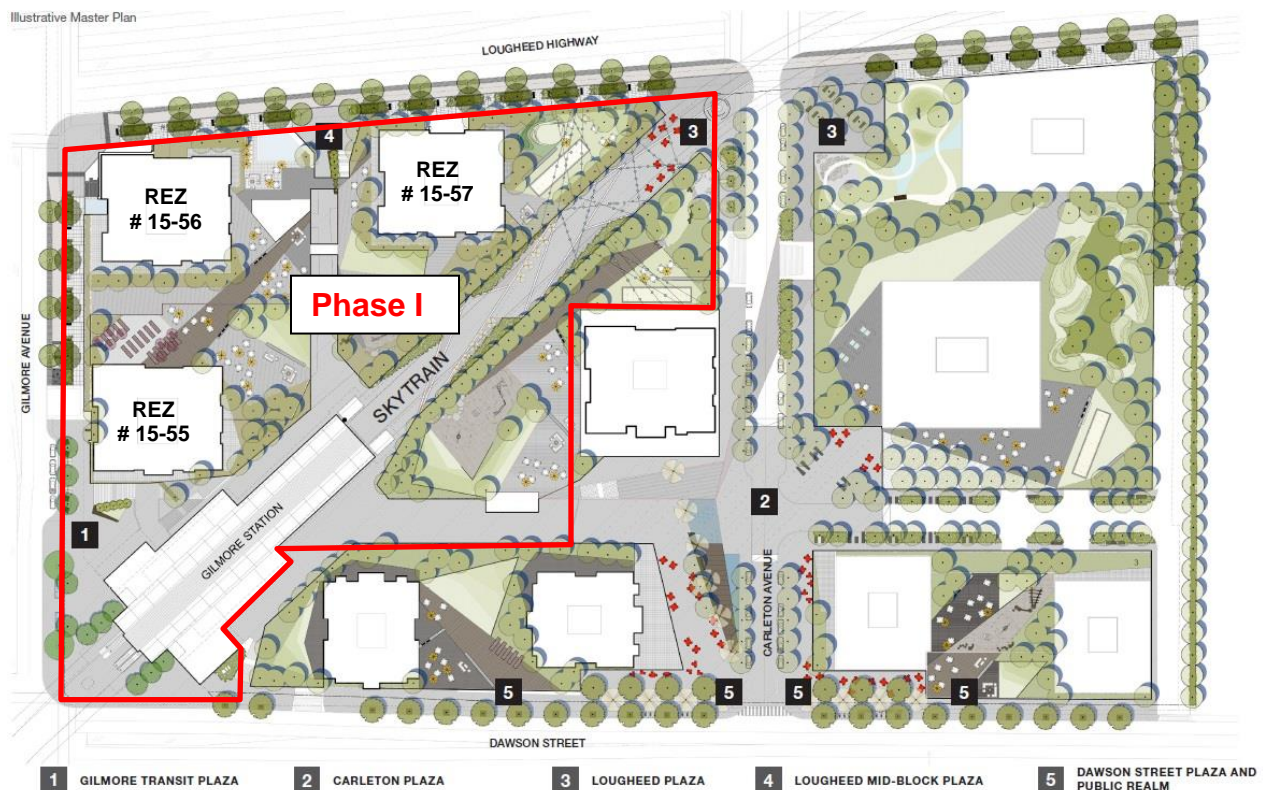 Illustrative Master Plan
LOUGHEED HIGHWAY
4
3
3
REZ
# 15-56
REZ
# 15-57
Phase I
GILMORE AVENUE
SKYTRAIN
REZ
# 15-55
2
1
GILMORE STATION
CARLETON AVENUE
5
5
5
5
DAWSON STREET
1 GILMORE TRANSIT PLAZA
2 CARLETON PLAZA
3 LOUGHEED PLAZA
4 LOUGHEED MID-BLOCK PLAZA
5 DAWSON STREET PLAZA AND
PUBLIC REALM